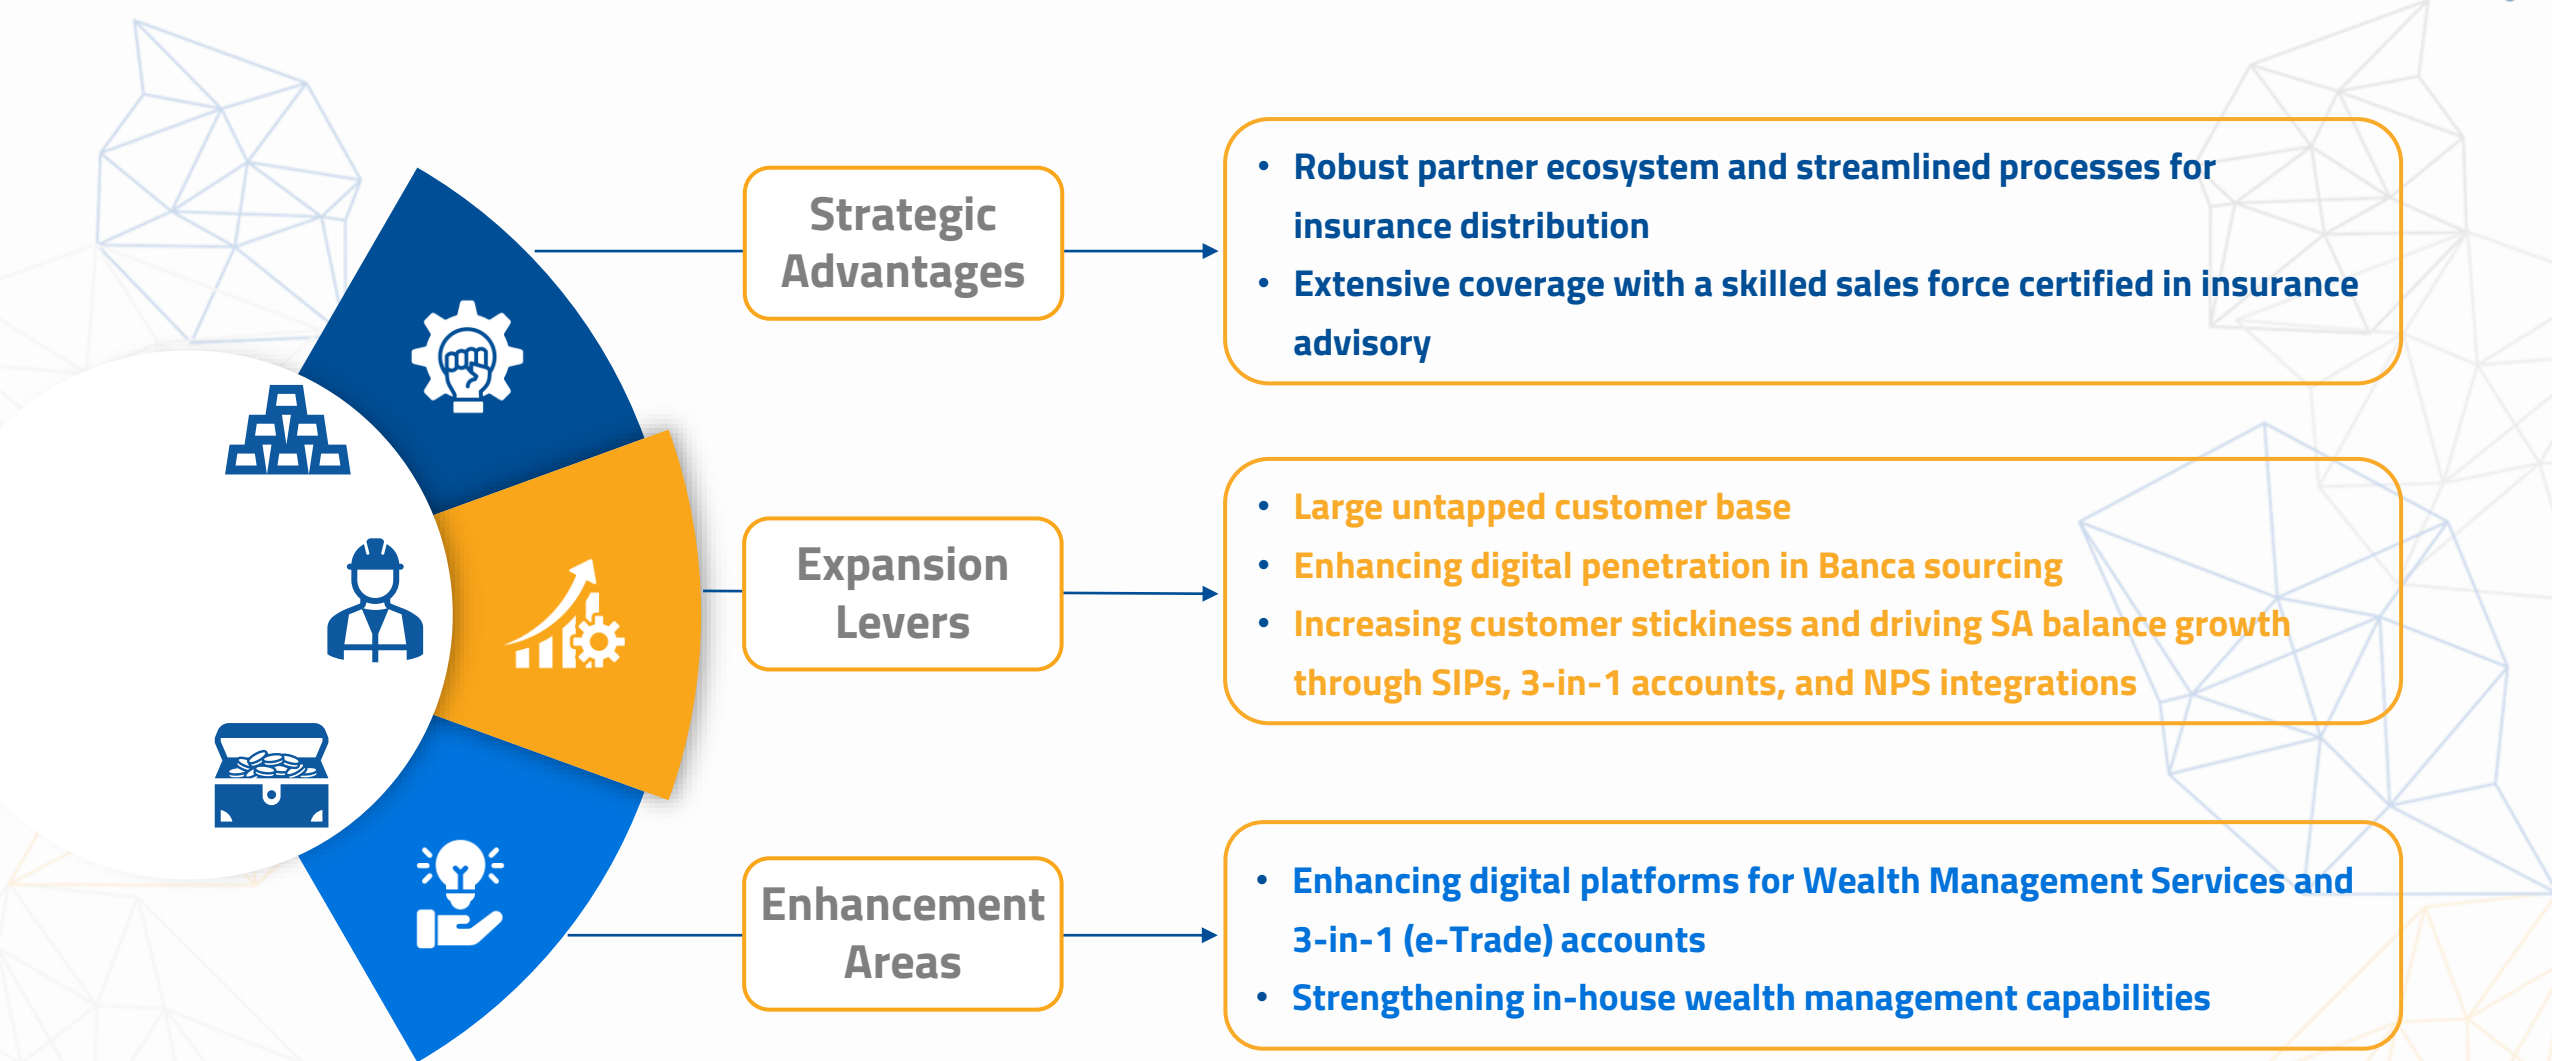 Strategic
Advantages
• Robust partner ecosystem and streamlined processes for
insurance distribution
• Extensive coverage with a skilled sales force certified in insurance
advisory
Expansion
Levers
• Large untapped customer base
• Enhancing digital penetration in Banca sourcing
• Increasing customer stickiness and driving SA balance growth
through SIPs, 3-in-1 accounts, and NPS integrations
Enhancement
Areas
• Enhancing digital platforms for Wealth Management Services and
3-in-1 (e-Trade) accounts
• Strengthening in-house wealth management capabilities